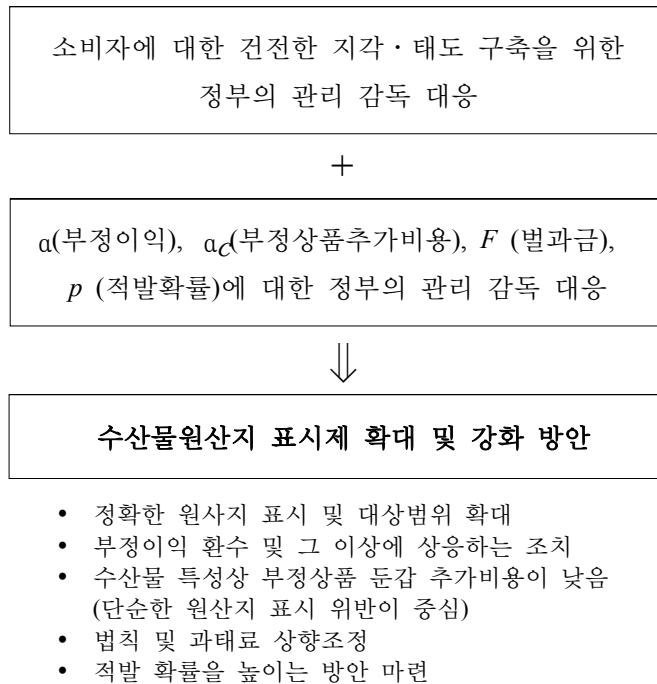 소비자에 대한 건전한 지각·태도 구축을 위한
정부의 관리 감독 대응
+
α(부정이익), αC(부정상품추가비용), F (벌과금),
p (적발확률)에 대한 정부의 관리 감독 대응
⇓
수산물원산지 표시제 확대 및 강화 방안
• 정확한 원사지 표시 및 대상범위 확대
• 부정이익 환수 및 그 이상에 상응하는 조치
• 수산물 특성상 부정상품 둔갑 추가비용이 낮음
(단순한 원산지 표시 위반이 중심)
• 법칙 및 과태료 상향조정
• 적발 확률을 높이는 방안 마련